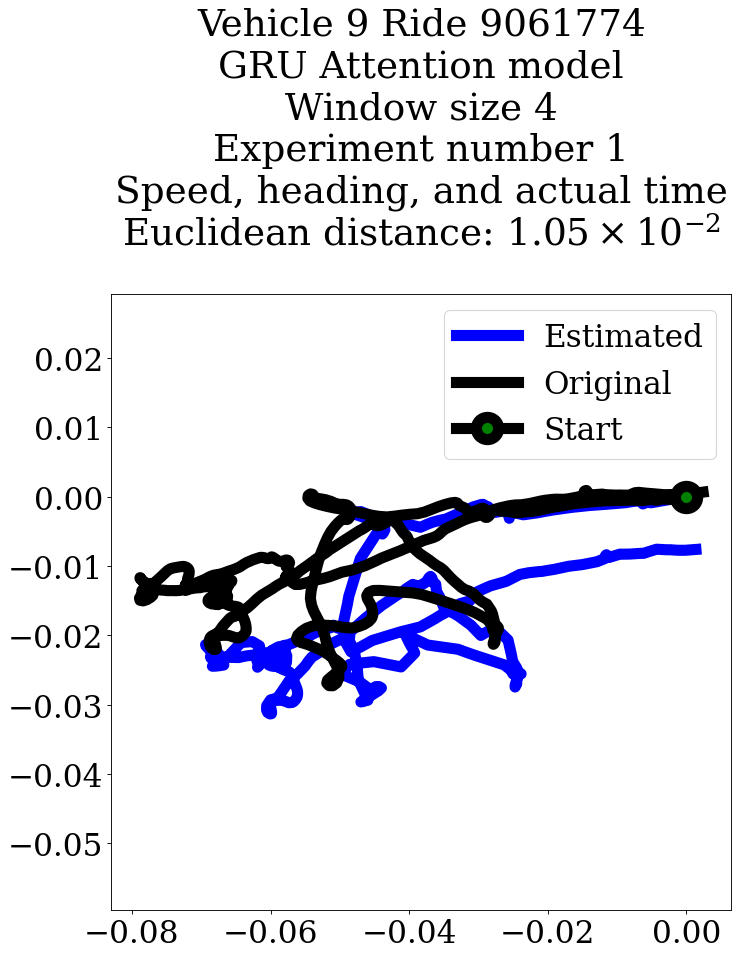 Vehicle 9 Ride 9061774
GRU Attention model
Window size 4
Experiment number 1
Speed, heading, and actual time
Euclidean distance: 1.05 × 10⁻²
Estimated
Original
Start
0.02
0.01
0.00
−0.01
−0.02
−0.03
−0.04
−0.05
−0.08 −0.06 −0.04 −0.02 0.00